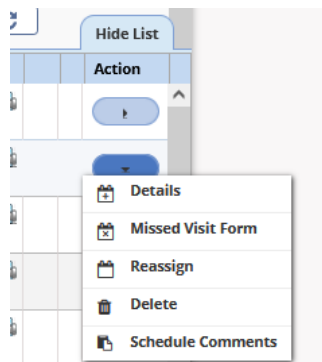 Hide List
Action
Details
Missed Visit Form
Reassign
Delete
Schedule Comments